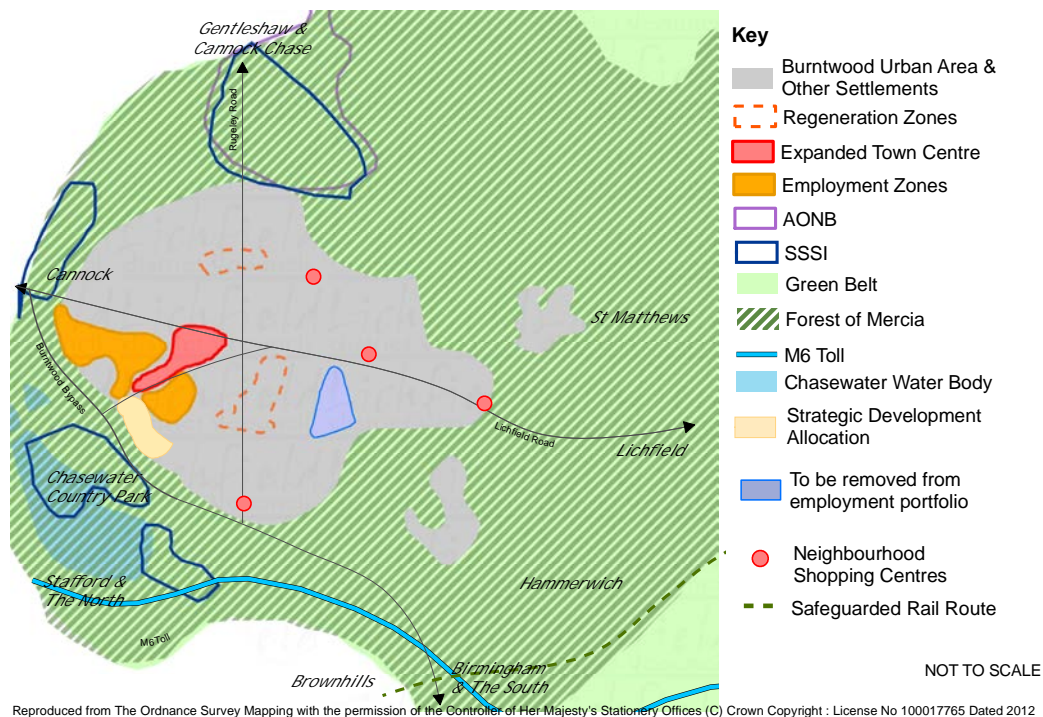 Gentleshaw &
Cannock Chase
Rugeley Road
Cannock
St Matthews
Burntwood Bypass
Lichfield Road
Lichfield
Chasewater
Country Park
Stafford &
The North
Hammerwich
M6Toll
Birmingham
& The South
Brownhills
Key
Burntwood Urban Area &
Other Settlements
Regeneration Zones
Expanded Town Centre
Employment Zones
AONB
SSSI
Green Belt
Forest of Mercia
M6 Toll
Chasewater Water Body
Strategic Development
Allocation
To be removed from
employment portfolio
Neighbourhood
Shopping Centres
Safeguarded Rail Route
NOT TO SCALE
Reproduced from The Ordnance Survey Mapping with the permission of the Controller of Her Majesty's Stationery Offices (C) Crown Copyright : License No 100017765 Dated 2012